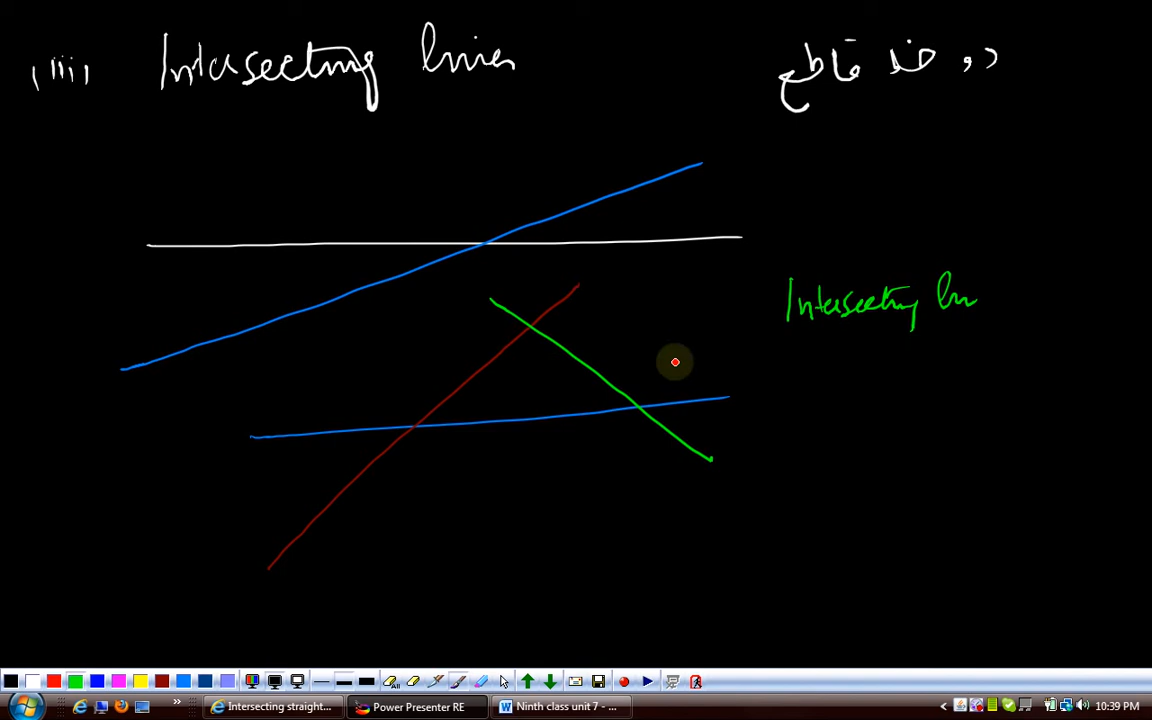 (iii) Intersecting lines
دو خط قاطع
Intersecting lin
Intersecting straight...
Power Presenter RE
Ninth class unit 7 - ...
10:39 PM